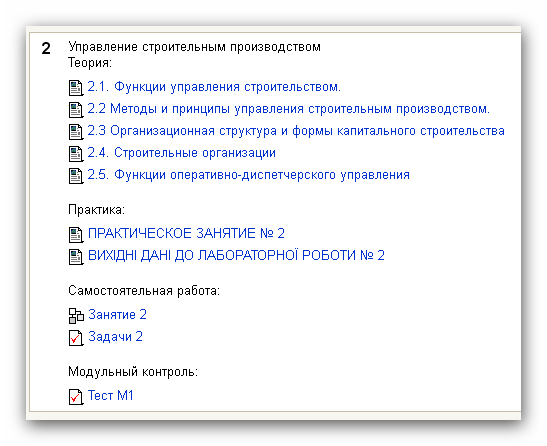 2 Управление строительным производством
Теория:
2.1. Функции управления строительством.
2.2 Методы и принципы управления строительным производством.
2.3 Организационная структура и формы капитального строительства
2.4. Строительные организации
2.5. Функции оперативно-диспетчерского управления
Практика:
ПРАКТИЧЕСКОЕ ЗАНЯТИЕ № 2
ВИХІДНІ ДАНІ ДО ЛАБОРАТОРНОЇ РОБОТИ № 2
Самостоятельная работа:
Занятие 2
Задачи 2
Модульный контроль:
Тест М1